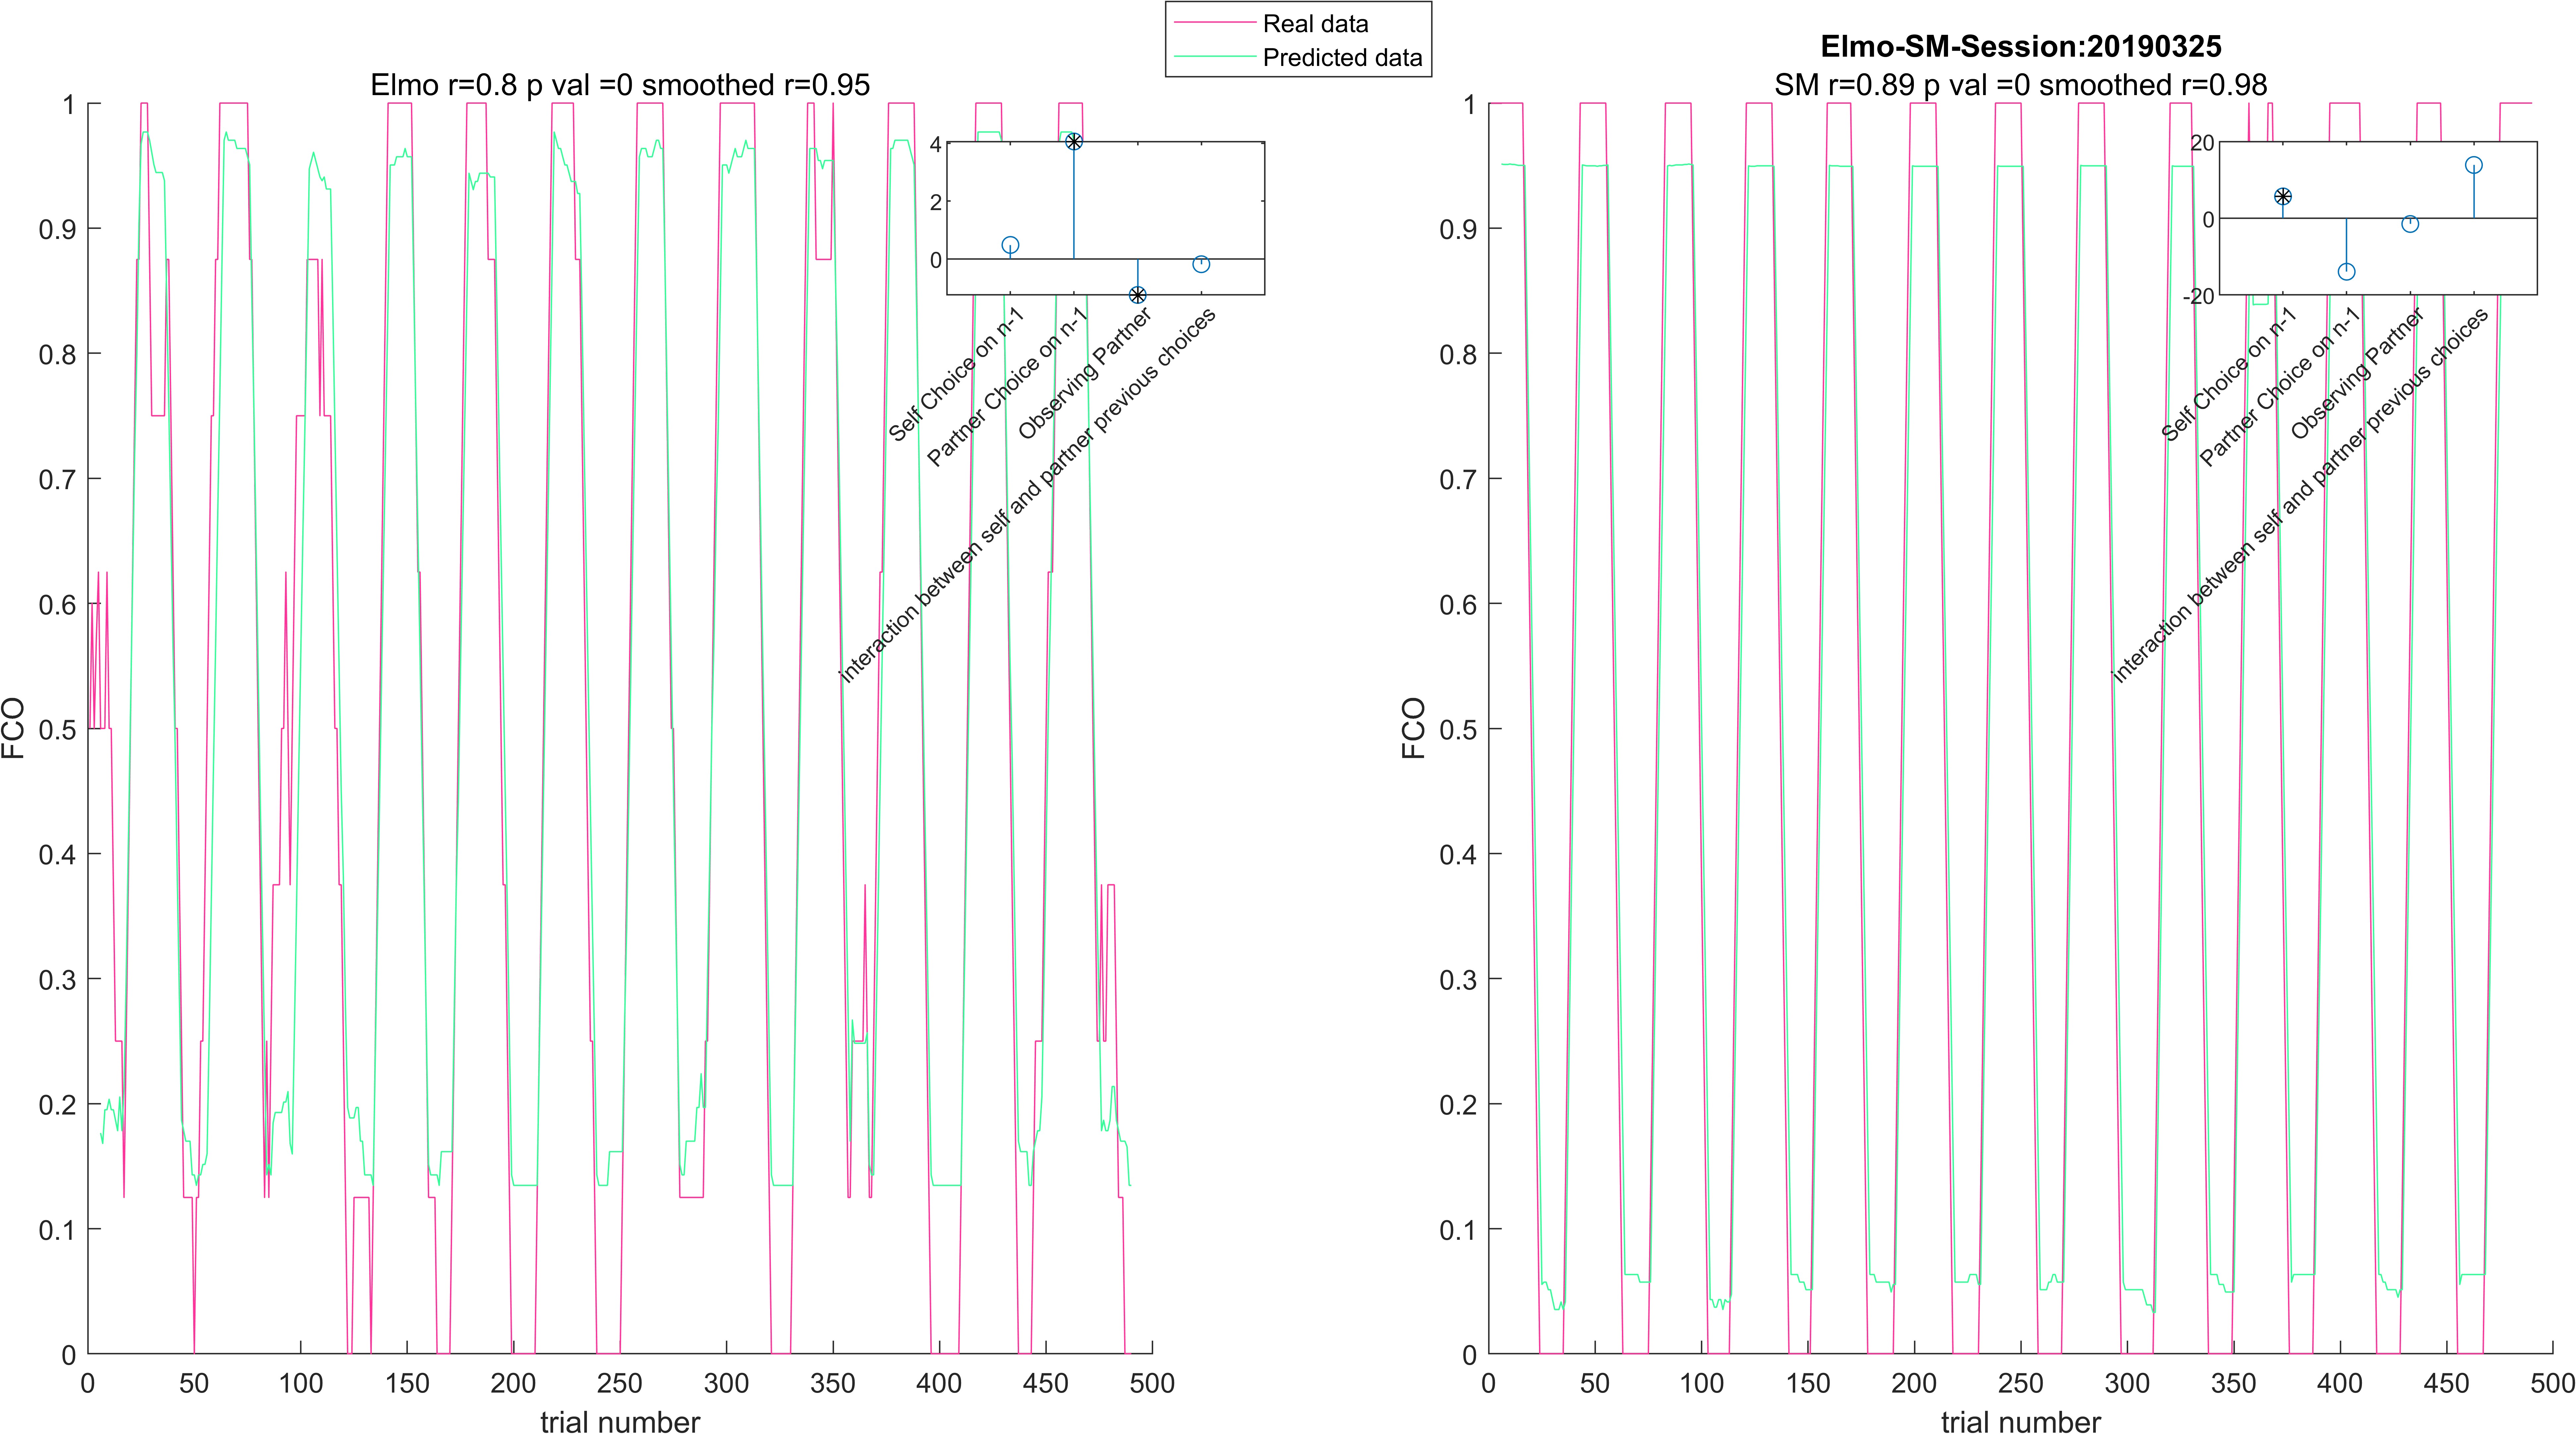 Real data
Predicted data
Elmo r=0.8 p val =0 smoothed r=0.95
1
0.9
0.8
0.7
0.6
0.5
0.4
0.3
0.2
0.1
0
FCO
0
50
100
150
200
250
300
350
400
450
500
trial number
4
2
0
Self Choice on n-1
Partner Choice on n-1
Observing Partner
interaction between self and partner previous choices
Elmo-SM-Session:20190325
SM r=0.89 p val =0 smoothed r=0.98
1
0.9
0.8
0.7
0.6
0.5
0.4
0.3
0.2
0.1
0
FCO
0
50
100
150
200
250
300
350
400
450
500
trial number
20
0
-20
Self Choice on n-1
Partner Choice on n-1
Observing Partner
interaction between self and partner previous choices